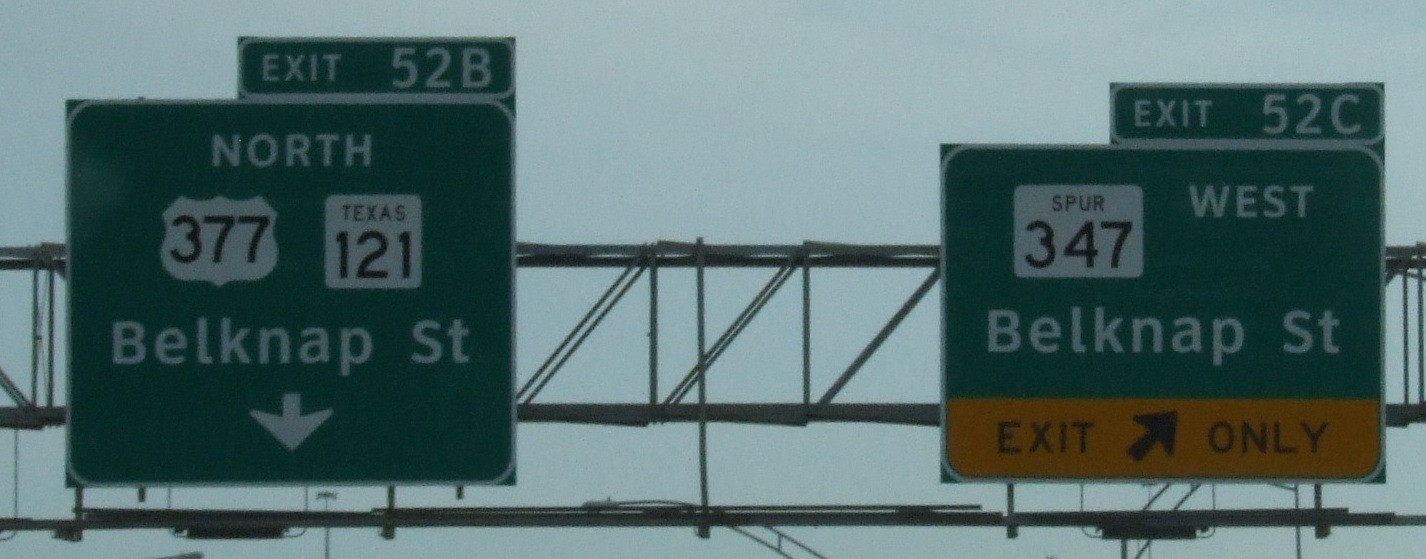 EXIT 52B
NORTH
377 TEXAS 121
Belknap St
EXIT 52C
SPUR 347 WEST
Belknap St
EXIT ONLY